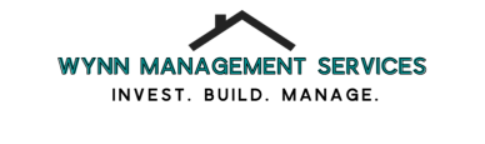 WYNN MANAGEMENT SERVICES
INVEST. BUILD. MANAGE.